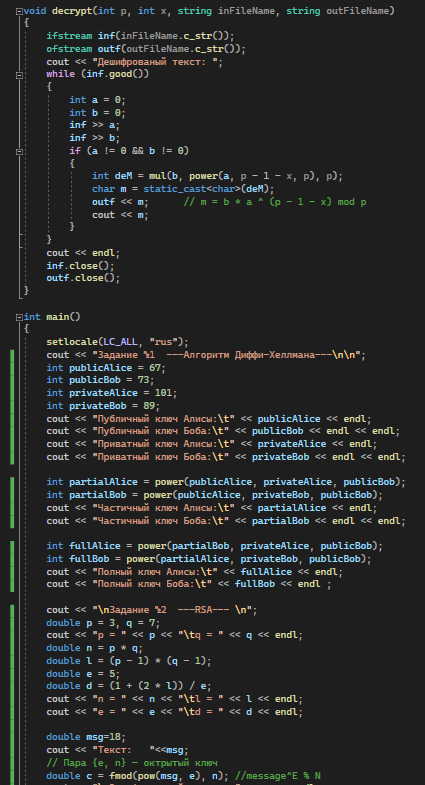 void decrypt(int p, int x, string inFileName, string outFileName)
{
ifstream inf(inFileName.c_str());
ofstream outf(outFileName.c_str());
cout << "Дешифрованый текст: ";
while (inf.good())
{
int a = 0;
int b = 0;
inf >> a;
inf >> b;
if (a != 0 && b != 0)
{
int deM = mul(b, power(a, p - 1 - x, p), p);
char m = static_cast<char>(deM);
outf << m; // m = b * a ^ (p - 1 - x) mod p
cout << m;
}
}
cout << endl;
inf.close();
outf.close();
}
int main()
{
setlocale(LC_ALL, "rus");
cout << "Задание %1 ---Алгоритм Диффи-Хеллмана---\n\n";
int publicAlice = 67;
int publicBob = 73;
int privateAlice = 101;
int privateBob = 89;
cout << "Публичный ключ Алисы:\t" << publicAlice << endl;
cout << "Публичный ключ Боба:\t" << publicBob << endl << endl;
cout << "Приватный ключ Алисы:\t" << privateAlice << endl;
cout << "Приватный ключ Боба:\t" << privateBob << endl << endl;
int partialAlice = power(publicAlice, privateAlice, publicBob);
int partialBob = power(publicAlice, privateBob, publicBob);
cout << "Частичный ключ Алисы:\t" << partialAlice << endl;
cout << "Частичный ключ Боба:\t" << partialBob << endl << endl;
int fullAlice = power(partialBob, privateAlice, publicBob);
int fullBob = power(partialAlice, privateBob, publicBob);
cout << "Полный ключ Алисы:\t" << fullAlice << endl;
cout << "Полный ключ Боба:\t" << fullBob << endl ;
cout << "\nЗадание %2 ---RSA--- \n";
double p = 3, q = 7;
cout << "p = " << p << "\tq = " << q << endl;
double n = p * q;
double l = (p - 1) * (q - 1);
double e = 5;
double d = (1 + (2 * l)) / e;
cout << "n = " << n << "\tl = " << l << endl;
cout << "e = " << e << "\td = " << d << endl;
double msg=18;
cout << "Текст: "<<msg;
// Пара {e, n} — октрытый ключ
double c = fmod(pow(msg, e), n); //message^E % N